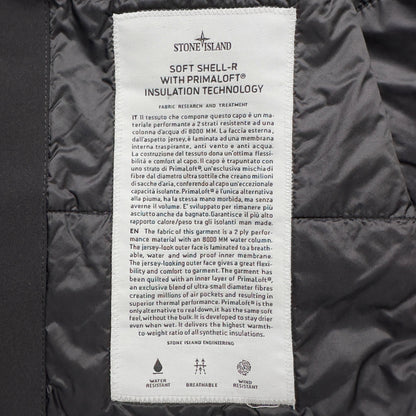 STONE ISLAND
SOFT SHELL-R
WITH PRIMALOFT®
INSULATION TECHNOLOGY
FABRIC RESEARCH AND TREATMENT
IT Il tessuto che compone questo capo è un ma-
teriale performante a 2 strati resistente ad una
colonna d'acqua di 8000 MM. La faccia esterna,
dall'aspetto jersey, è laminata ad una membrana
interna traspirante, anti vento e anti acqua.
La costruzione del tessuto dona un'ottima flessi-
bilità e comfort al capo. Il capo è trapuntato con
uno strato di PrimaLoft®, un'esclusiva mischia di
fibre dal diametro ultra sottile che creano milioni
di sacche d'aria, conferendo al capo un'eccezionale
capacità isolante. PrimaLoft® è l'unica alternativa
alla piuma, ha la stessa mano morbida, ma senza
averne il volume. E' sviluppato per rimanere più
asciutto anche da bagnato. Garantisce il più alto
rapporto calore/peso tra gli isolanti man made.
EN The fabric of this garment is a 2 ply perfor-
mance material with an 8000 MM water column.
The jersey-look outer face is laminated to a breath-
able, water and wind proof inner membrane.
The jersey-looking outer face gives a great flexi-
bility and comfort to garment. The garment has
been quilted with an inner layer of PrimaLoft®,
an exclusive blend of ultra-small diameter fibres
creating millions of air pockets and resulting in
superior thermal performance. PrimaLoft® is the
only alternative to real down, it has the same soft
feel, without the bulk. It is developed to stay drier
even when wet. It delivers the highest warmth-
to-weight ratio of all synthetic insulations.
STONE ISLAND ENGINEERING
WATER
RESISTANT
BREATHABLE
WIND
RESISTANT